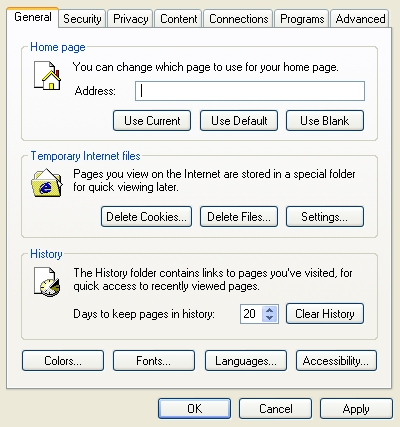 General Security Privacy Content Connections Programs Advanced
Home page
You can change which page to use for your home page.
Address:
Use Current Use Default Use Blank
Temporary Internet files
Pages you view on the Internet are stored in a special folder
for quick viewing later.
Delete Cookies... Delete Files... Settings...
History
The History folder contains links to pages you've visited, for
quick access to recently viewed pages.
Days to keep pages in history: 20 Clear History
Colors... Fonts... Languages... Accessibility...
OK Cancel Apply